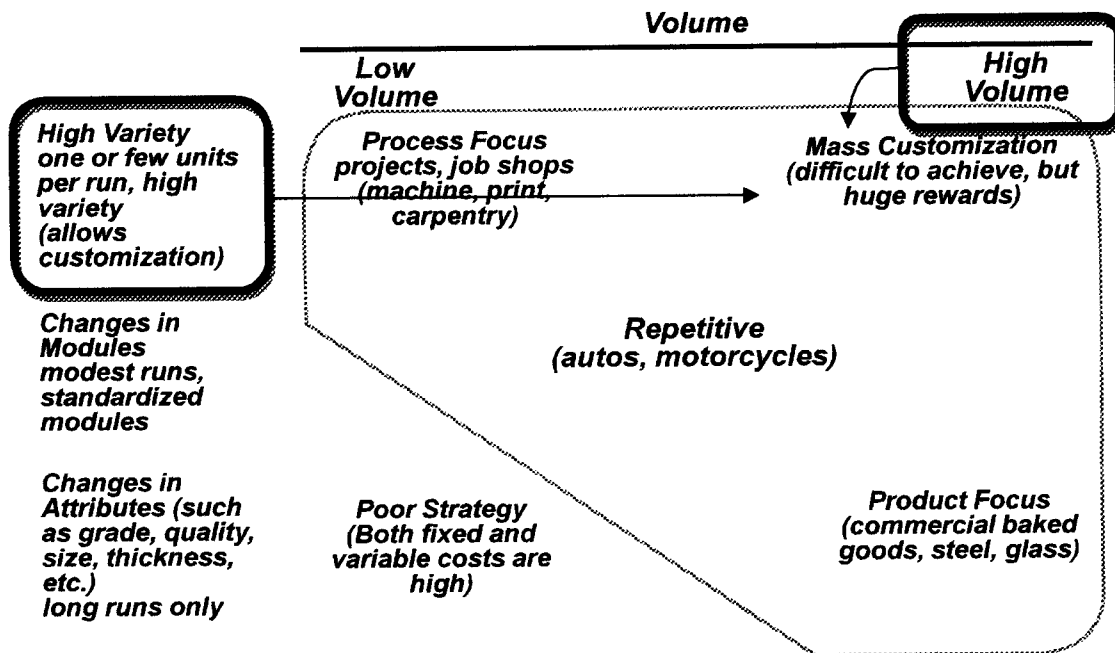 Volume
Low
Volume
High
Volume
High Variety
one or few units
per run, high
variety
(allows
customization)
Process Focus
projects, job shops
(machine, print,
carpentry)
Mass Customization
(difficult to achieve, but
huge rewards)
Changes in
Modules
modest runs,
standardized
modules
Repetitive
(autos, motorcycles)
Changes in
Attributes (such
as grade, quality,
size, thickness,
etc.)
long runs only
Poor Strategy
(Both fixed and
variable costs are
high)
Product Focus
(commercial baked
goods, steel, glass)